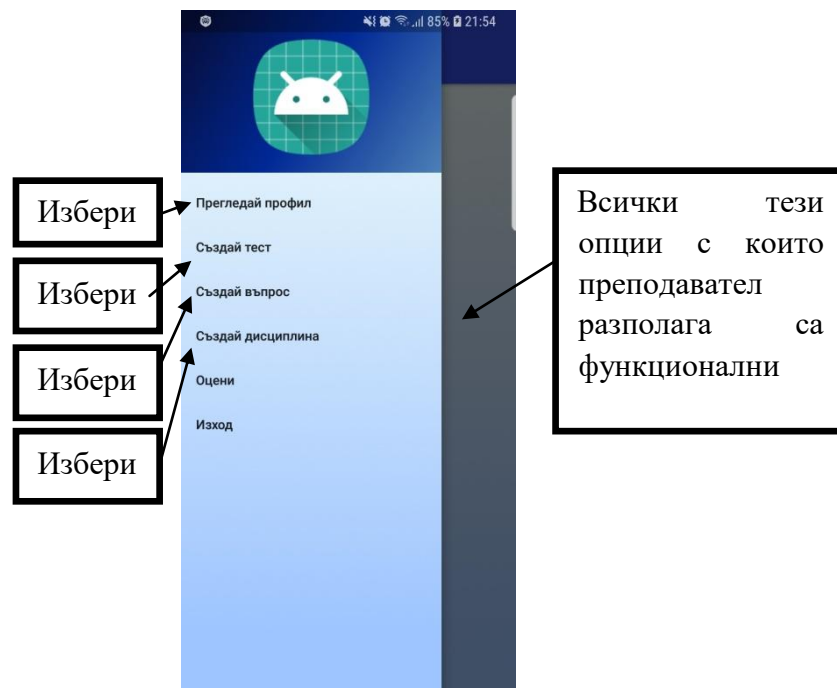 85% 21:54
Избери
Прегледай профил
Избери
Създай тест
Избери
Създай въпрос
Избери
Създай дисциплина
Оцени
Изход
Всички тези
опции с които
преподавател
разполага са
функционални